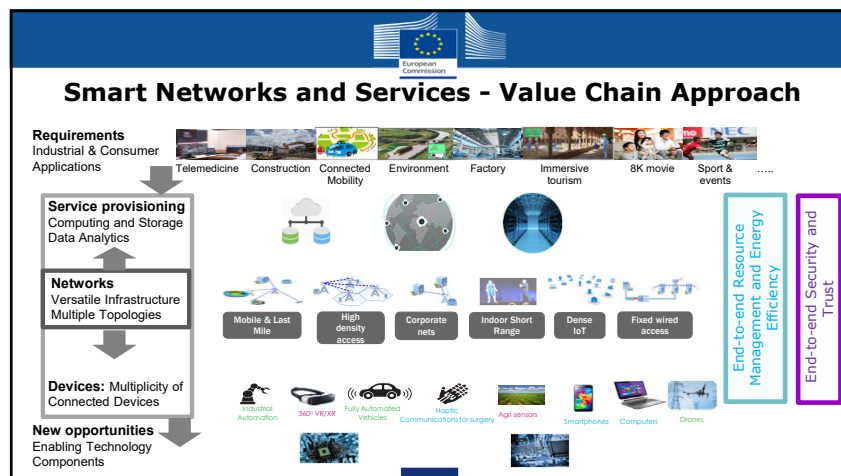 European
Commission
Smart Networks and Services - Value Chain Approach
Requirements
Industrial & Consumer
Applications
Telemedicine
Construction
Connected
Mobility
Environment
Factory
Immersive
tourism
8K movie
Sport &
events
.....
Service provisioning
Computing and Storage
Data Analytics
Networks
Versatile Infrastructure
Multiple Topologies
Mobile & Last
Mile
High
density
access
Corporate
nets
Indoor Short
Range
Dense
IoT
Fixed wired
access
Devices: Multiplicity of
Connected Devices
Industrial
Automation
360º VR/XR
Fully Automated
Vehicles
Haptic
Communications for surgery
Agri sensors
Smartphones
Computers
Drones
New opportunities
Enabling Technology
Components
End-to-end Resource
Management and Energy
Efficiency
End-to-end Security and
Trust